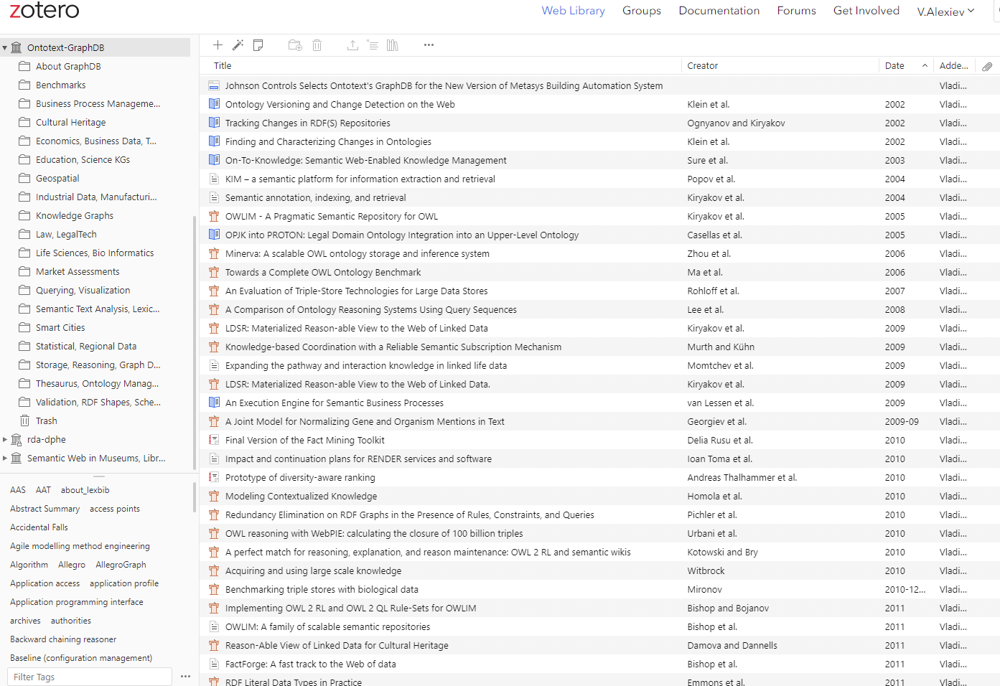 zotero
Web Library Groups Documentation Forums Get Involved V.Alexiev
Ontotext-GraphDB
About GraphDB
Benchmarks
Business Process Manageme...
Cultural Heritage
Economics, Business Data, T...
Education, Science KGs
Geospatial
Industrial Data, Manufacturi...
Knowledge Graphs
Law, LegalTech
Life Sciences, Bio Informatics
Market Assessments
Querying, Visualization
Semantic Text Analysis, Lexic...
Smart Cities
Statistical, Regional Data
Storage, Reasoning, Graph D...
Thesaurus, Ontology Manag...
Validation, RDF Shapes, Sche...
Trash
rda-dphe
Semantic Web in Museums, Libr...
AAS AAT about_lexbib
Abstract Summary access points
Accidental Falls
Agile modelling method engineering
Algorithm Allegro AllegroGraph
Application access application profile
Application programming interface
archives authorities
Backward chaining reasoner
Baseline (configuration management)
Filter Tags
Title Creator Date Adde...
Johnson Controls Selects Ontotext's GraphDB for the New Version of Metasys Building Automation System Vladi...
Ontology Versioning and Change Detection on the Web Klein et al. 2002 Vladi...
Tracking Changes in RDF(S) Repositories Ognyanov and Kiryakov 2002 Vladi...
Finding and Characterizing Changes in Ontologies Klein et al. 2002 Vladi...
On-To-Knowledge: Semantic Web-Enabled Knowledge Management Sure et al. 2003 Vladi...
KIM – a semantic platform for information extraction and retrieval Popov et al. 2004 Vladi...
Semantic annotation, indexing, and retrieval Kiryakov et al. 2004 Vladi...
OWLIM - A Pragmatic Semantic Repository for OWL Kiryakov et al. 2005 Vladi...
OPJK into PROTON: Legal Domain Ontology Integration into an Upper-Level Ontology Casellas et al. 2005 Vladi...
Minerva: A scalable OWL ontology storage and inference system Zhou et al. 2006 Vladi...
Towards a Complete OWL Ontology Benchmark Ma et al. 2006 Vladi...
An Evaluation of Triple-Store Technologies for Large Data Stores Rohloff et al. 2007 Vladi...
A Comparison of Ontology Reasoning Systems Using Query Sequences Lee et al. 2008 Vladi...
LDSR: Materialized Reason-able View to the Web of Linked Data Kiryakov et al. 2009 Vladi...
Knowledge-based Coordination with a Reliable Semantic Subscription Mechanism Murth and Kühn 2009 Vladi...
Expanding the pathway and interaction knowledge in linked life data Momtchev et al. 2009 Vladi...
LDSR: Materialized Reason-able View to the Web of Linked Data. Kiryakov et al. 2009 Vladi...
An Execution Engine for Semantic Business Processes van Lessen et al. 2009 Vladi...
A Joint Model for Normalizing Gene and Organism Mentions in Text Georgiev et al. 2009-09 Vladi...
Final Version of the Fact Mining Toolkit Delia Rusu et al. 2010 Vladi...
Impact and continuation plans for RENDER services and software Ioan Toma et al. 2010 Vladi...
Prototype of diversity-aware ranking Andreas Thalhammer et al. 2010 Vladi...
Modeling Contextualized Knowledge Homola et al. 2010 Vladi...
Redundancy Elimination on RDF Graphs in the Presence of Rules, Constraints, and Queries Pichler et al. 2010 Vladi...
OWL reasoning with WebPIE: calculating the closure of 100 billion triples Urbani et al. 2010 Vladi...
A perfect match for reasoning, explanation, and reason maintenance: OWL 2 RL and semantic wikis Kotowski and Bry 2010 Vladi...
Acquiring and using large scale knowledge Witbrock 2010 Vladi...
Benchmarking triple stores with biological data Mironov 2010-12... Vladi...
Implementing OWL 2 RL and OWL 2 QL Rule-Sets for OWLIM Bishop and Bojanov 2011 Vladi...
OWLIM: A family of scalable semantic repositories Bishop et al. 2011 Vladi...
Reason-Able View of Linked Data for Cultural Heritage Damova and Dannells 2011 Vladi...
FactForge: A fast track to the Web of data Bishop et al. 2011 Vladi...
RDF Literal Data Types in Practice Emmons et al. 2011 Vladi...